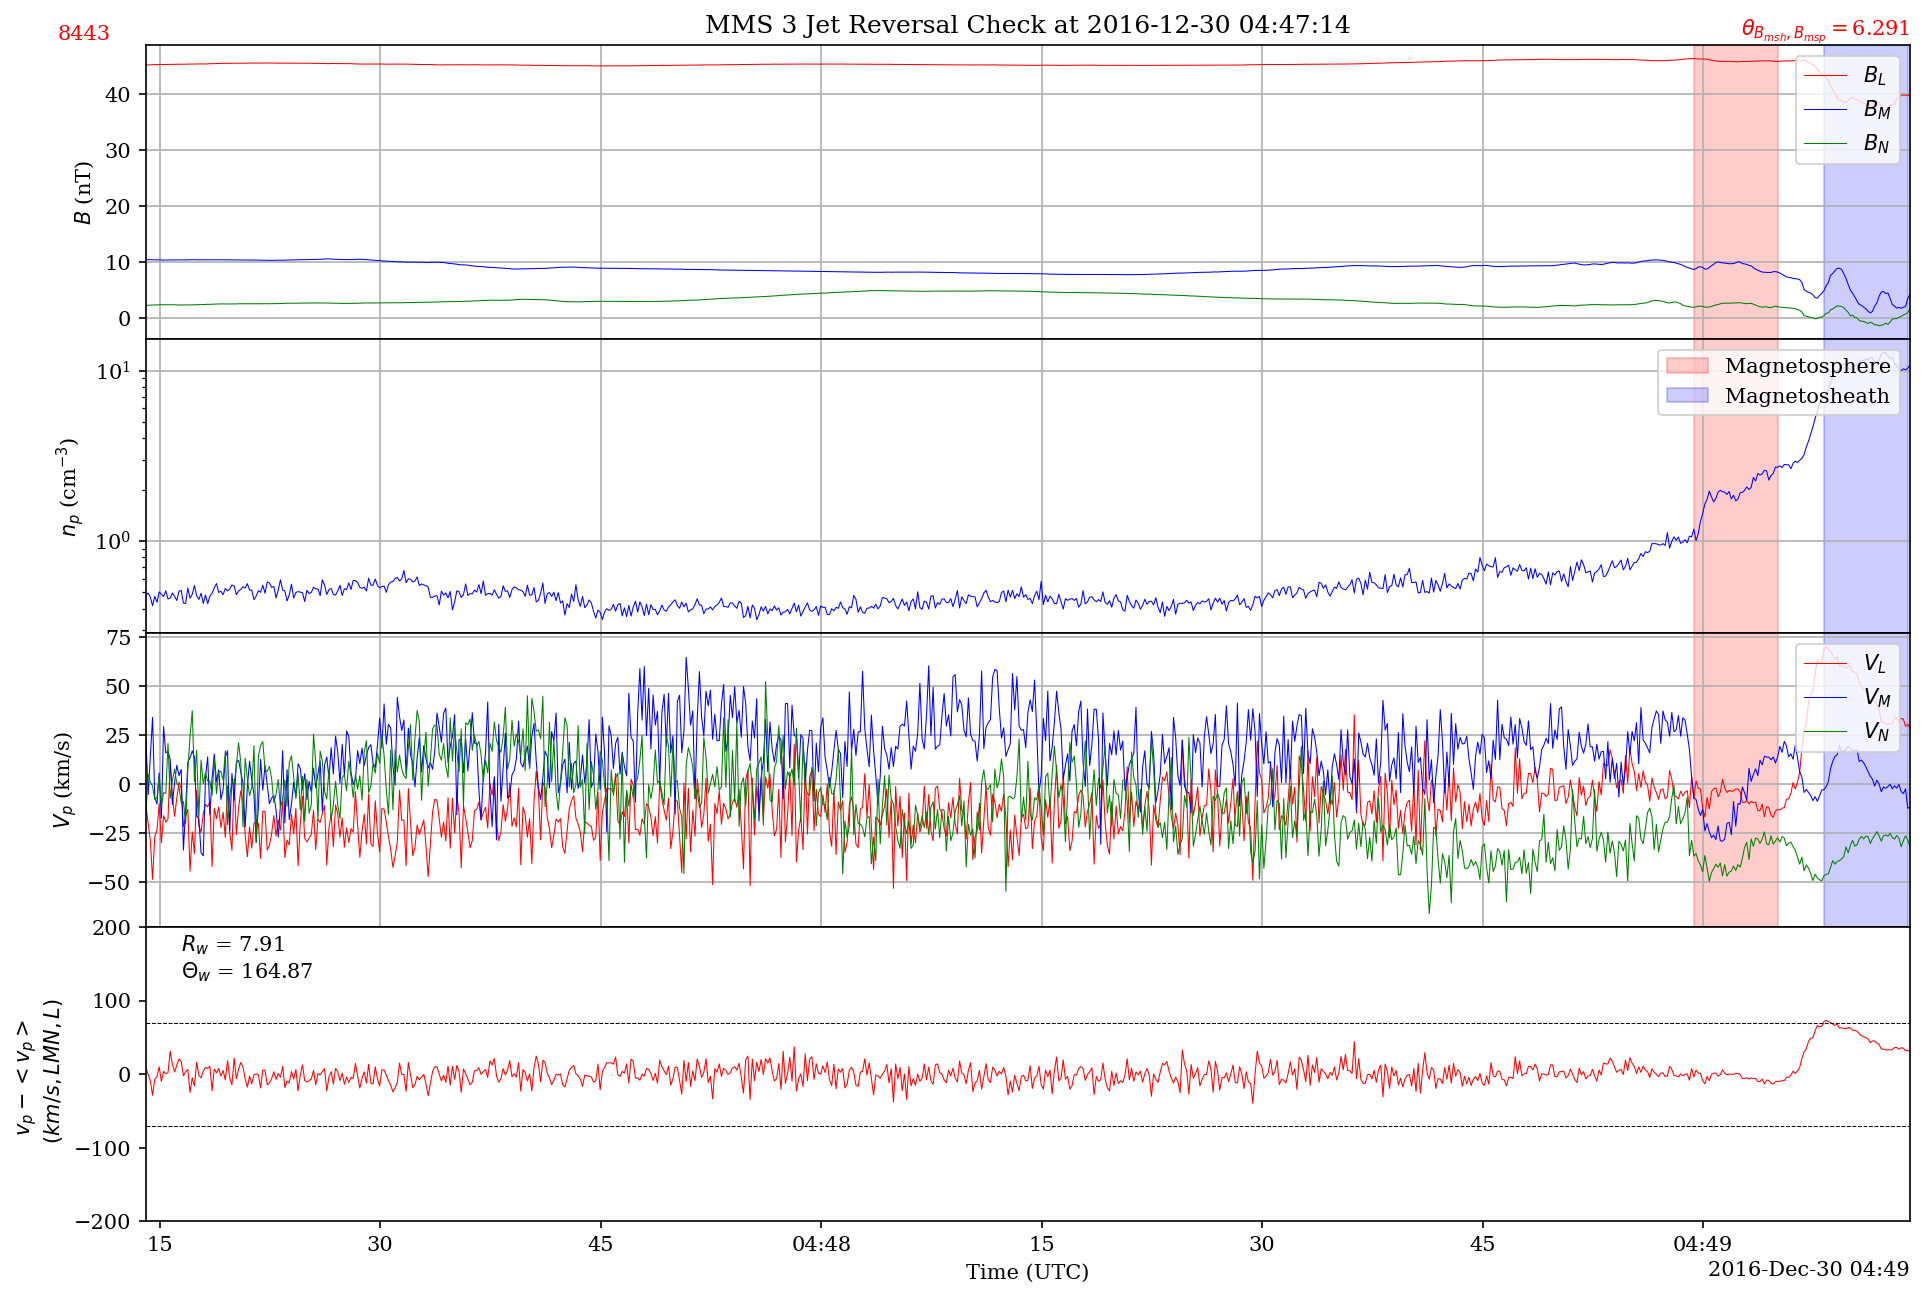 MMS 3 Jet Reversal Check at 2016-12-30 04:47:14
8443
θ_{B_{msh}, B_{msp}} = 6.291
B (nT)
40
30
20
10
0
B_L
B_M
B_N
n_p (cm^{-3})
10^1
10^0
Magnetosphere
Magnetosheath
V_p (km/s)
75
50
25
0
−25
−50
V_L
V_M
V_N
v_p − < v_p >
(km/s, LMN, L)
200
100
0
−100
−200
R_w = 7.91
Θ_w = 164.87
15 30 45 04:48 15 30 45 04:49
Time (UTC)
2016-Dec-30 04:49